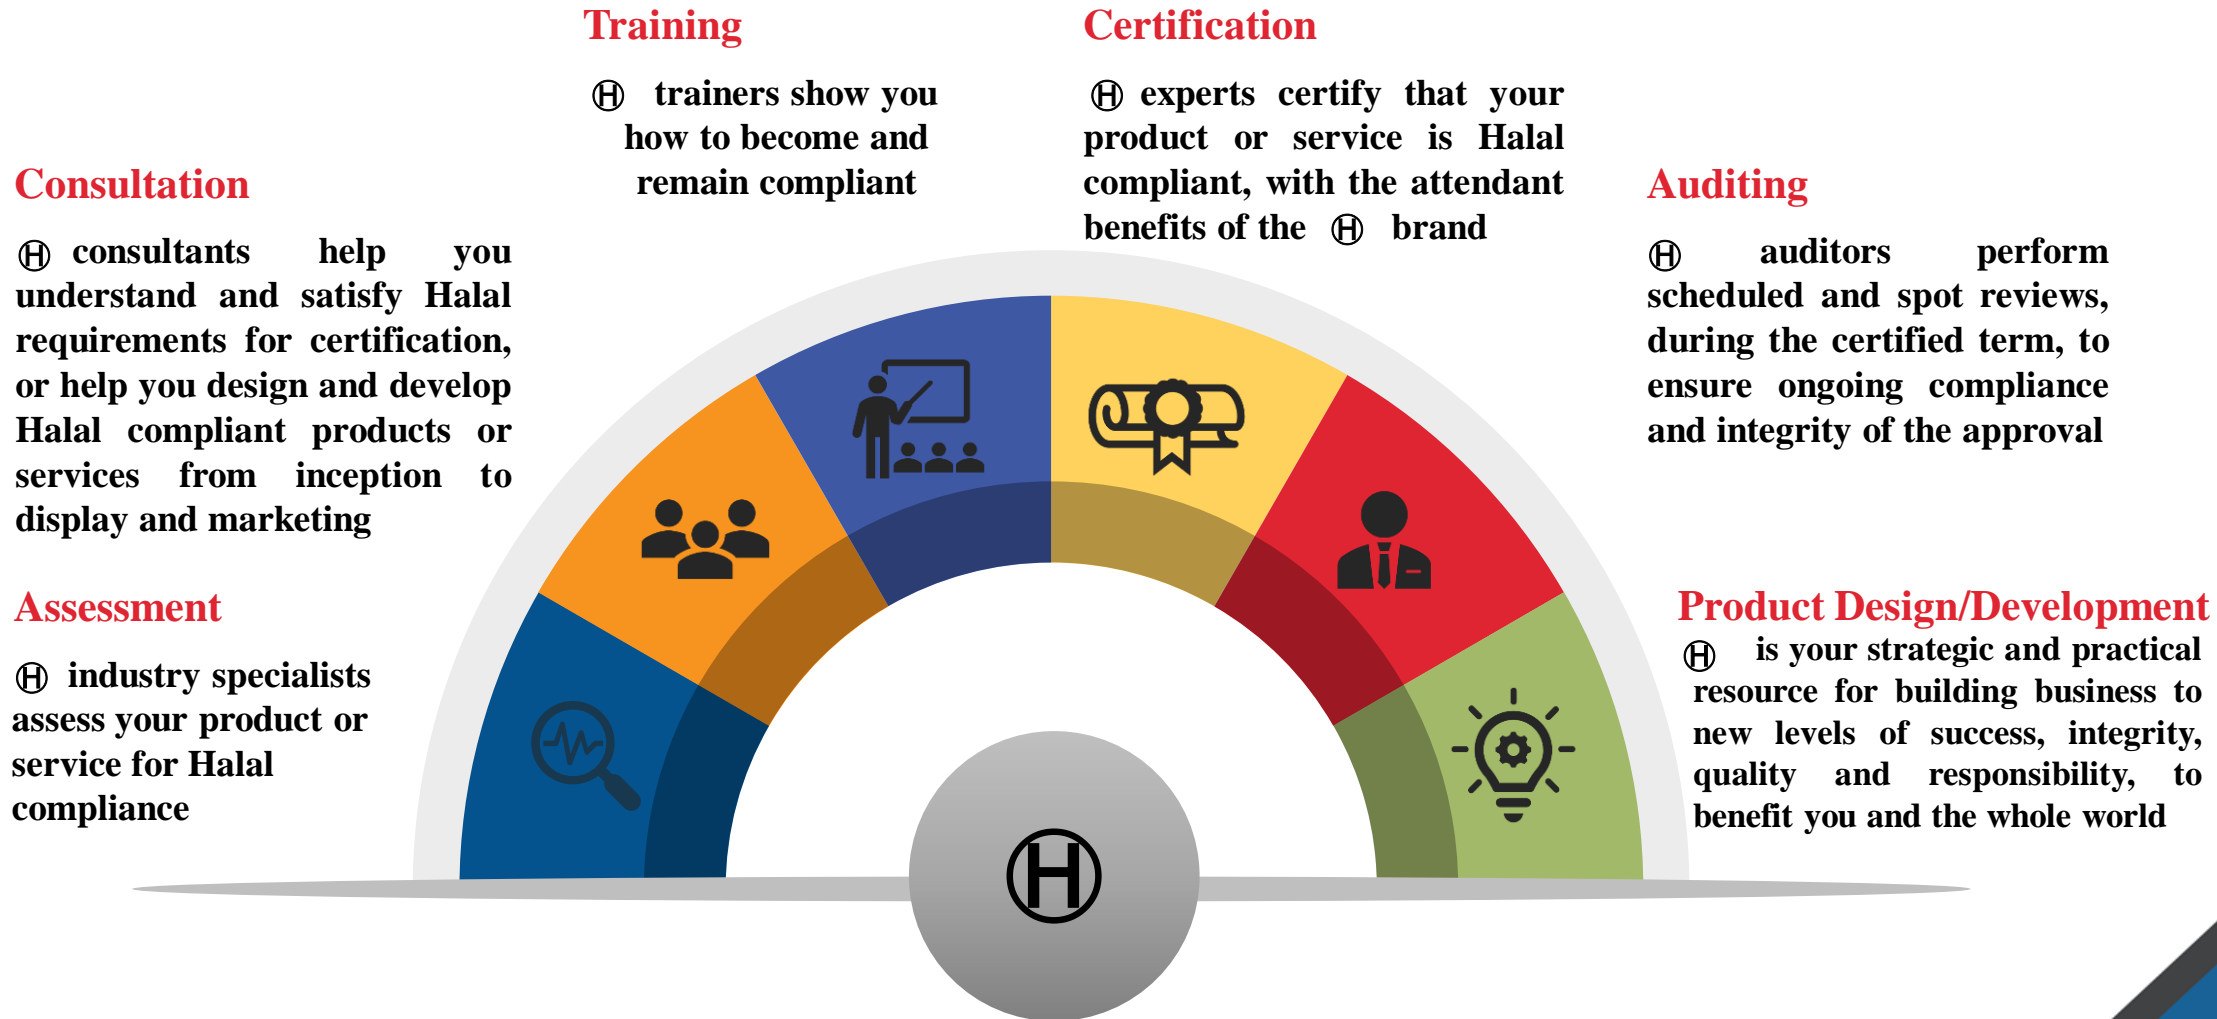 Training
Ⓗ trainers show you
how to become and
remain compliant
Certification
Ⓗ experts certify that your
product or service is Halal
compliant, with the attendant
benefits of the Ⓗ brand
Consultation
Ⓗ consultants help you
understand and satisfy Halal
requirements for certification,
or help you design and develop
Halal compliant products or
services from inception to
display and marketing
Auditing
Ⓗ auditors perform
scheduled and spot reviews,
during the certified term, to
ensure ongoing compliance
and integrity of the approval
Assessment
Ⓗ industry specialists
assess your product or
service for Halal
compliance
Product Design/Development
Ⓗ is your strategic and practical
resource for building business to
new levels of success, integrity,
quality and responsibility, to
benefit you and the whole world
Ⓗ